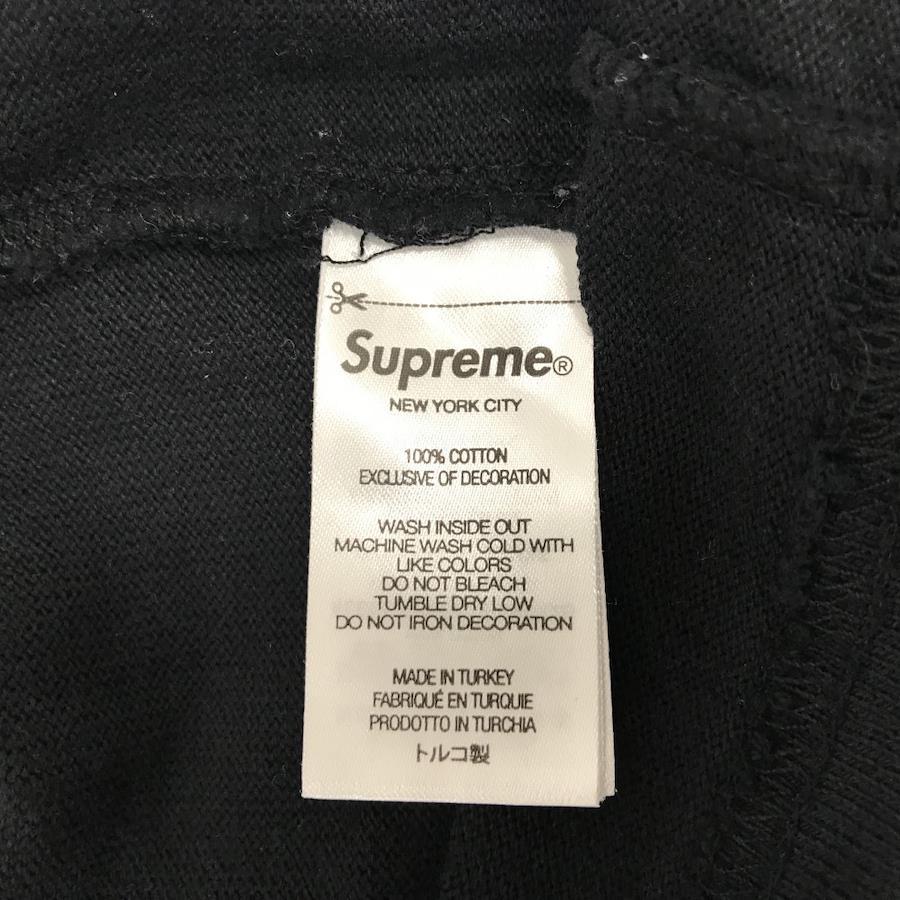 Supreme®
NEW YORK CITY
100% COTTON
EXCLUSIVE OF DECORATION
WASH INSIDE OUT
MACHINE WASH COLD WITH
LIKE COLORS
DO NOT BLEACH
TUMBLE DRY LOW
DO NOT IRON DECORATION
MADE IN TURKEY
FABRIQUÉ EN TURQUIE
PRODOTTO IN TURCHIA
トルコ製